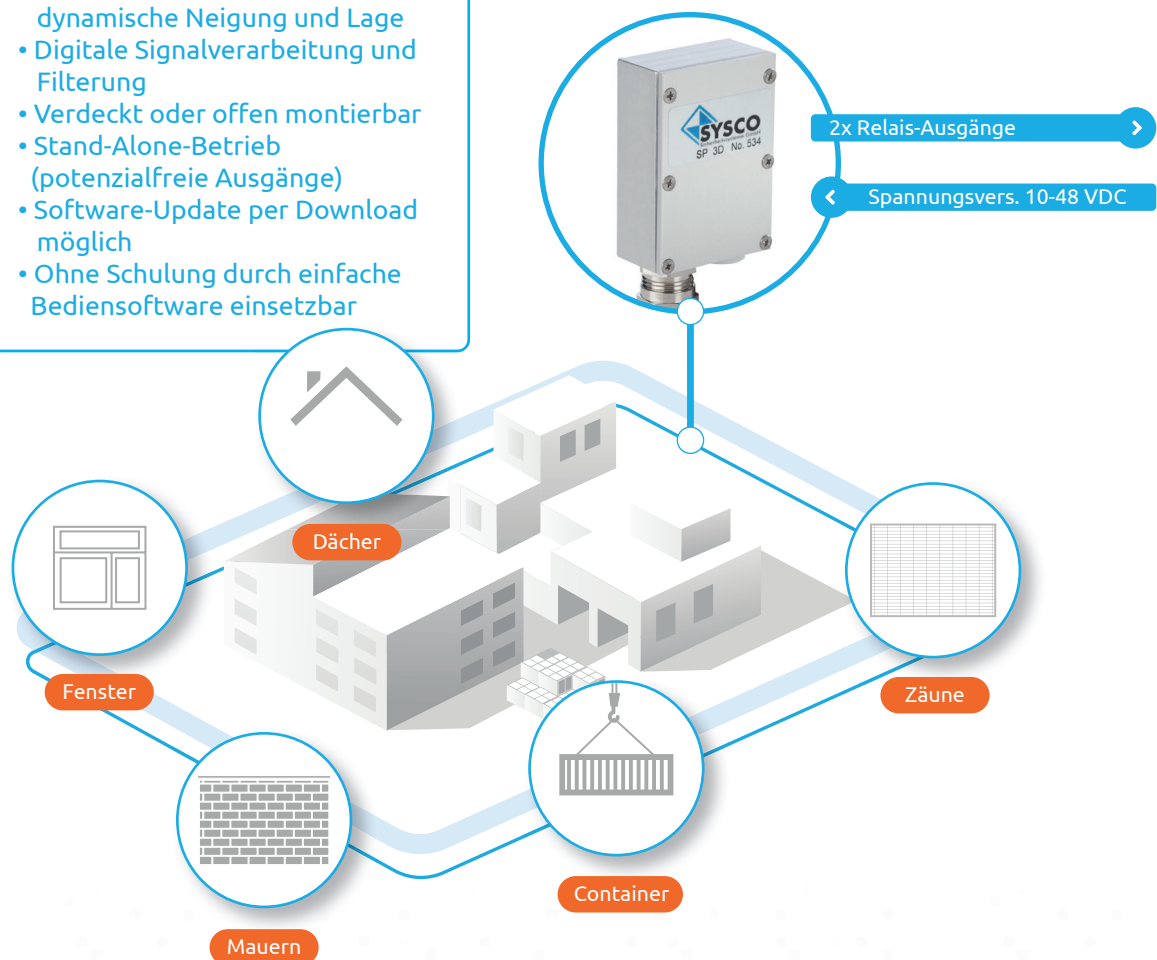 dynamische Neigung und Lage
• Digitale Signalverarbeitung und
Filterung
• Verdeckt oder offen montierbar
• Stand-Alone-Betrieb
(potenzialfreie Ausgänge)
• Software-Update per Download
möglich
• Ohne Schulung durch einfache
Bediensoftware einsetzbar
SYSCO
Sicherheitssysteme GmbH
SP 3D No. 534
2x Relais-Ausgänge
Spannungsvers. 10-48 VDC
Dächer
Fenster
Zäune
Container
Mauern